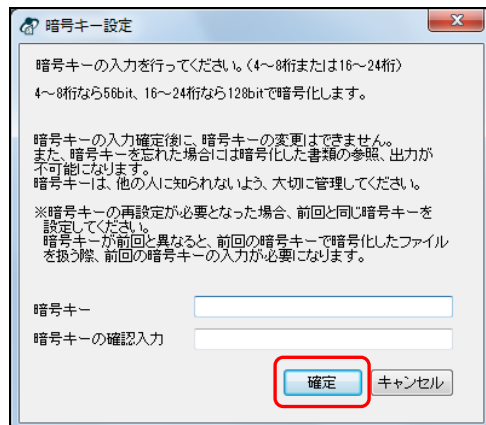 暗号キー設定
暗号キーの入力を行ってください。(4～8桁または16～24桁)
4～8桁なら56bit、16～24桁なら128bitで暗号化します。
暗号キーの入力確定後に、暗号キーの変更はできません。
また、暗号キーを忘れた場合には暗号化した書類の参照、出力が
不可能になります。
暗号キーは、他の人に知られないよう、大切に管理してください。
※暗号キーの再設定が必要となった場合、前回と同じ暗号キーを
設定してください。
暗号キーが前回と異なると、前回の暗号キーで暗号化したファイル
を扱う際、前回の暗号キーの入力が必要になります。
暗号キー
暗号キーの確認入力
確定 キャンセル